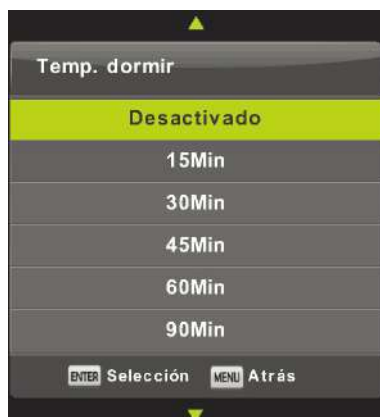 Temp. dormir
Desactivado
15Min
30Min
45Min
60Min
90Min
ENTER Selección MENU Atrás